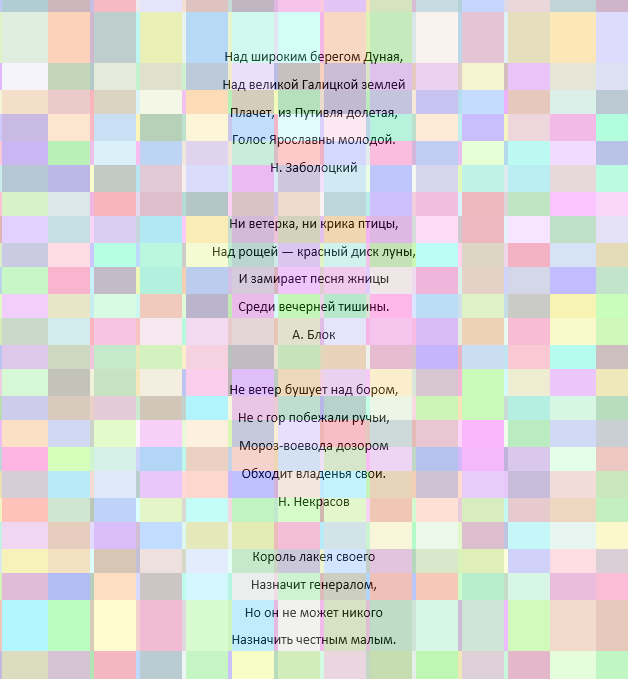 Над широким берегом Дуная,
Над великой Галицкой землей
Плачет, из Путивля долетая,
Голос Ярославны молодой.
Н. Заболоцкий
Ни ветерка, ни крика птицы,
Над рощей — красный диск луны,
И замирает песня жницы
Среди вечерней тишины.
А. Блок
Не ветер бушует над бором,
Не с гор побежали ручьи,
Мороз-воевода дозором
Обходит владенья свои.
Н. Некрасов
Король лакея своего
Назначит генералом,
Но он не может никого
Назначить честным малым.